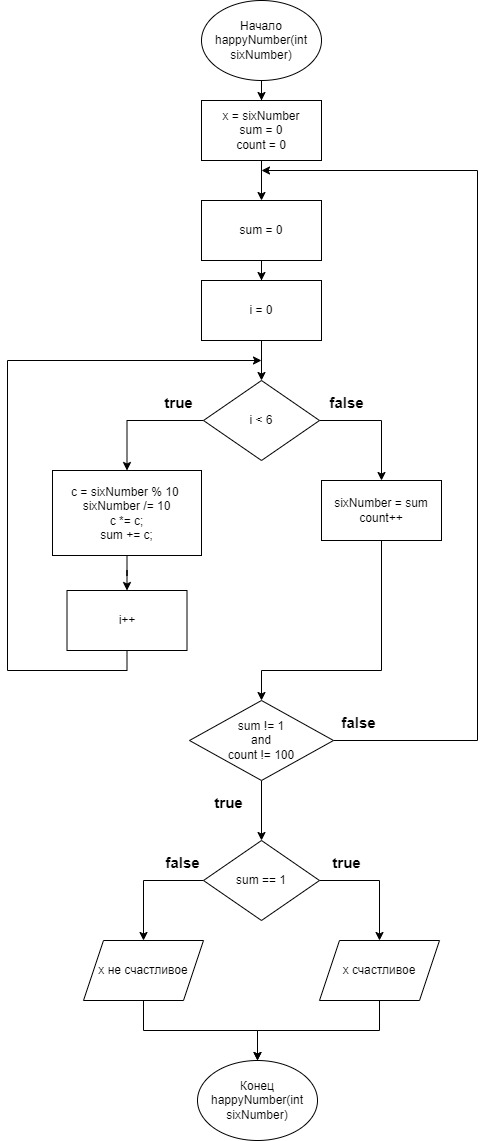 Начало
happyNumber(int
sixNumber)
x = sixNumber
sum = 0
count = 0
sum = 0
i = 0
i < 6
true
false
c = sixNumber % 10
sixNumber /= 10
c *= c;
sum += c;
sixNumber = sum
count++
i++
sum != 1
and
count != 100
false
true
sum == 1
false
true
x не счастливое
x счастливое
Конец
happyNumber(int
sixNumber)